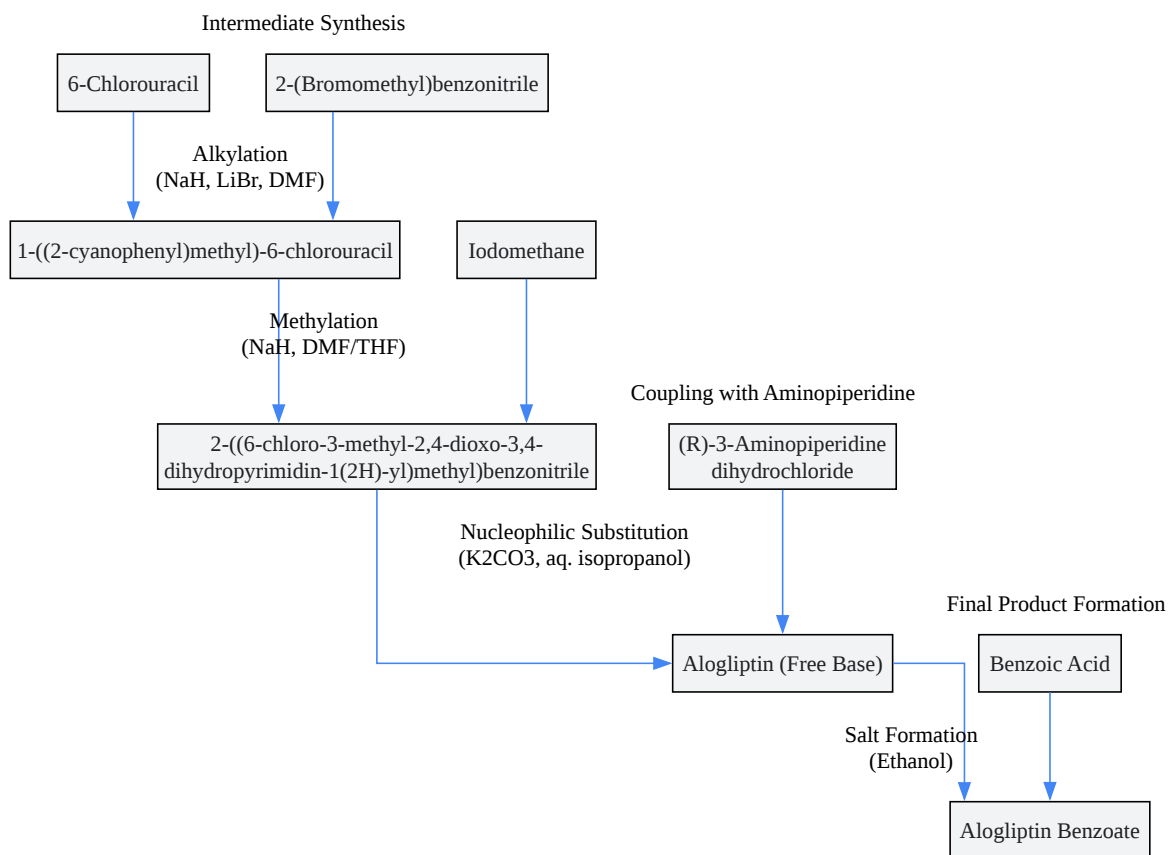 Intermediate Synthesis
6-Chlorouracil
2-(Bromomethyl)benzonitrile
Alkylation
(NaH, LiBr, DMF)
1-((2-cyanophenyl)methyl)-6-chlorouracil
Iodomethane
Methylation
(NaH, DMF/THF)
Coupling with Aminopiperidine
2-((6-chloro-3-methyl-2,4-dioxo-3,4-
dihydropyrimidin-1(2H)-yl)methyl)benzonitrile
(R)-3-Aminopiperidine
dihydrochloride
Nucleophilic Substitution
(K2CO3, aq. isopropanol)
Final Product Formation
Alogliptin (Free Base)
Benzoic Acid
Salt Formation
(Ethanol)
Alogliptin Benzoate